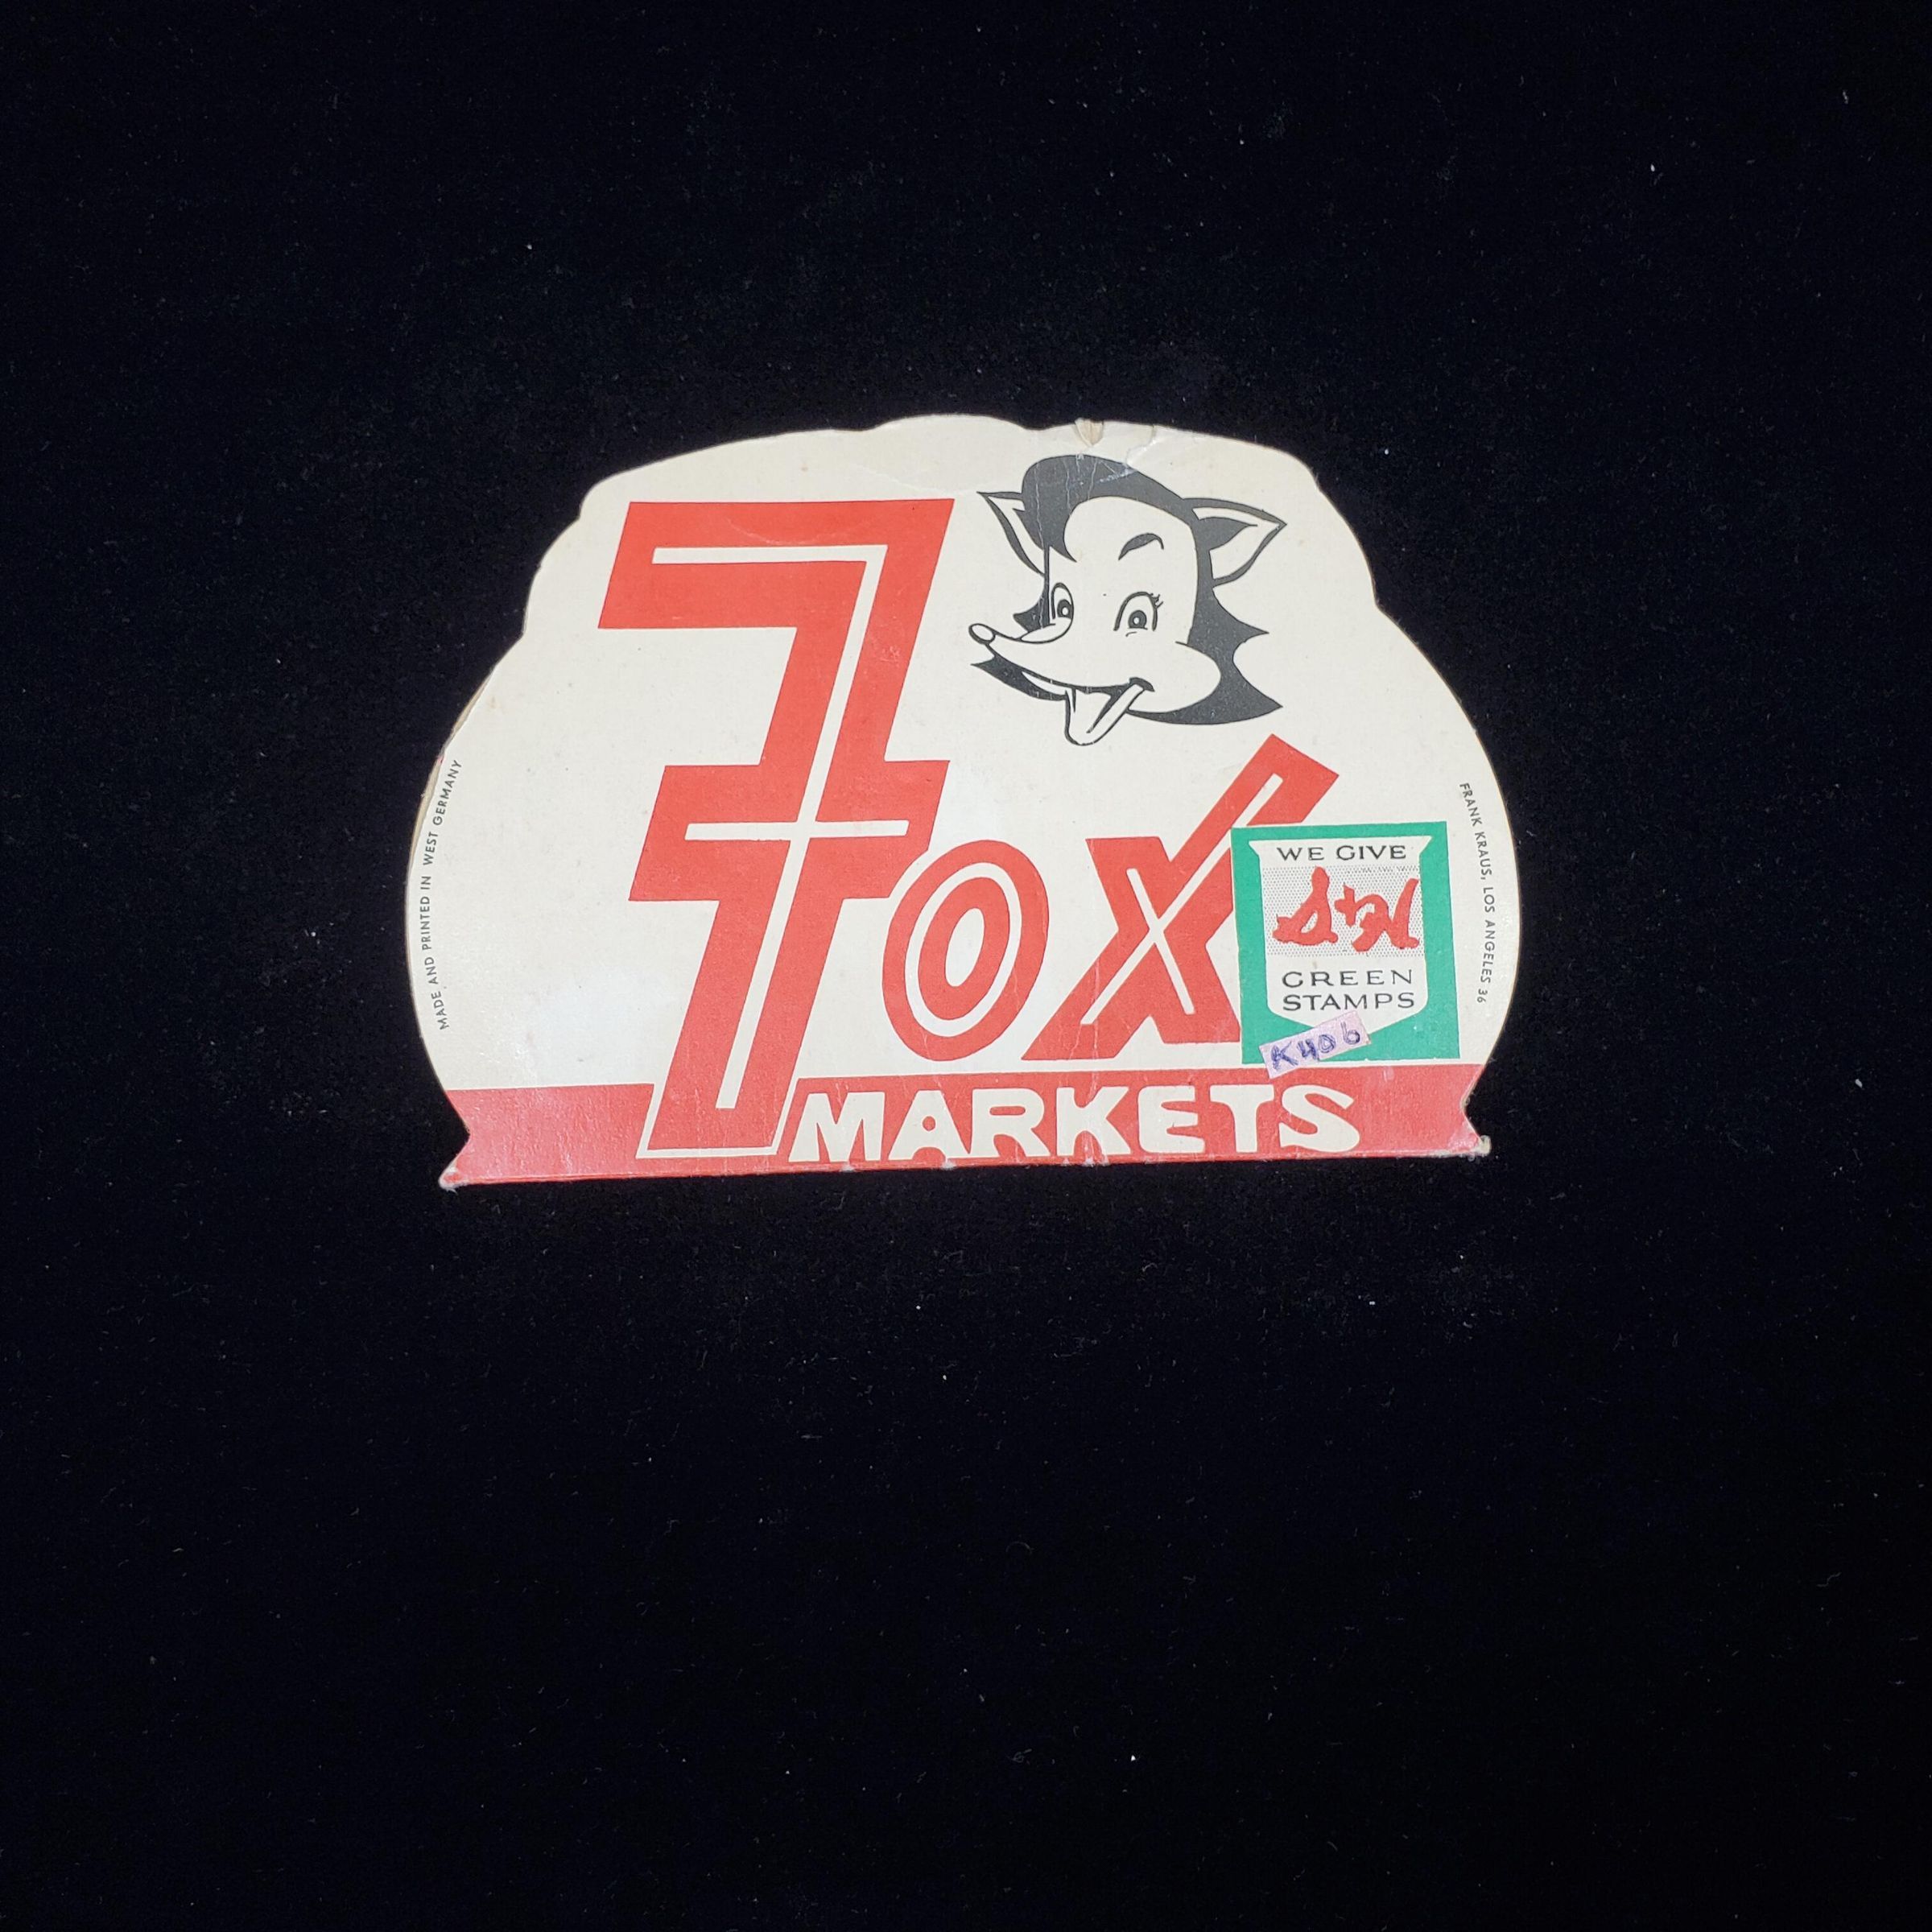 Fox
MARKETS
WE GIVE
S&H
GREEN
STAMPS
K406
MADE AND PRINTED IN WEST GERMANY
FRANK KRAUS, LOS ANGELES 36